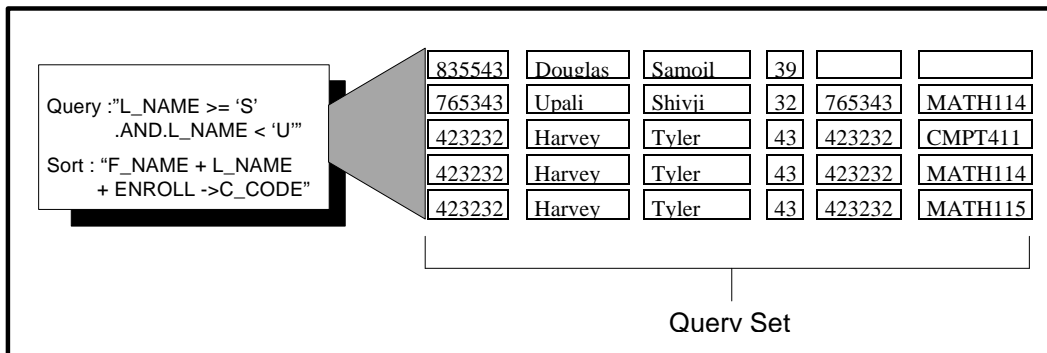 Query :”L_NAME >= ‘S’
.AND.L_NAME < ‘U’”
Sort : “F_NAME + L_NAME
+ ENROLL ->C_CODE”
835543 Douglas Samoil 39
765343 Upali Shivji 32 765343 MATH114
423232 Harvey Tyler 43 423232 CMPT411
423232 Harvey Tyler 43 423232 MATH114
423232 Harvey Tyler 43 423232 MATH115
Query Set